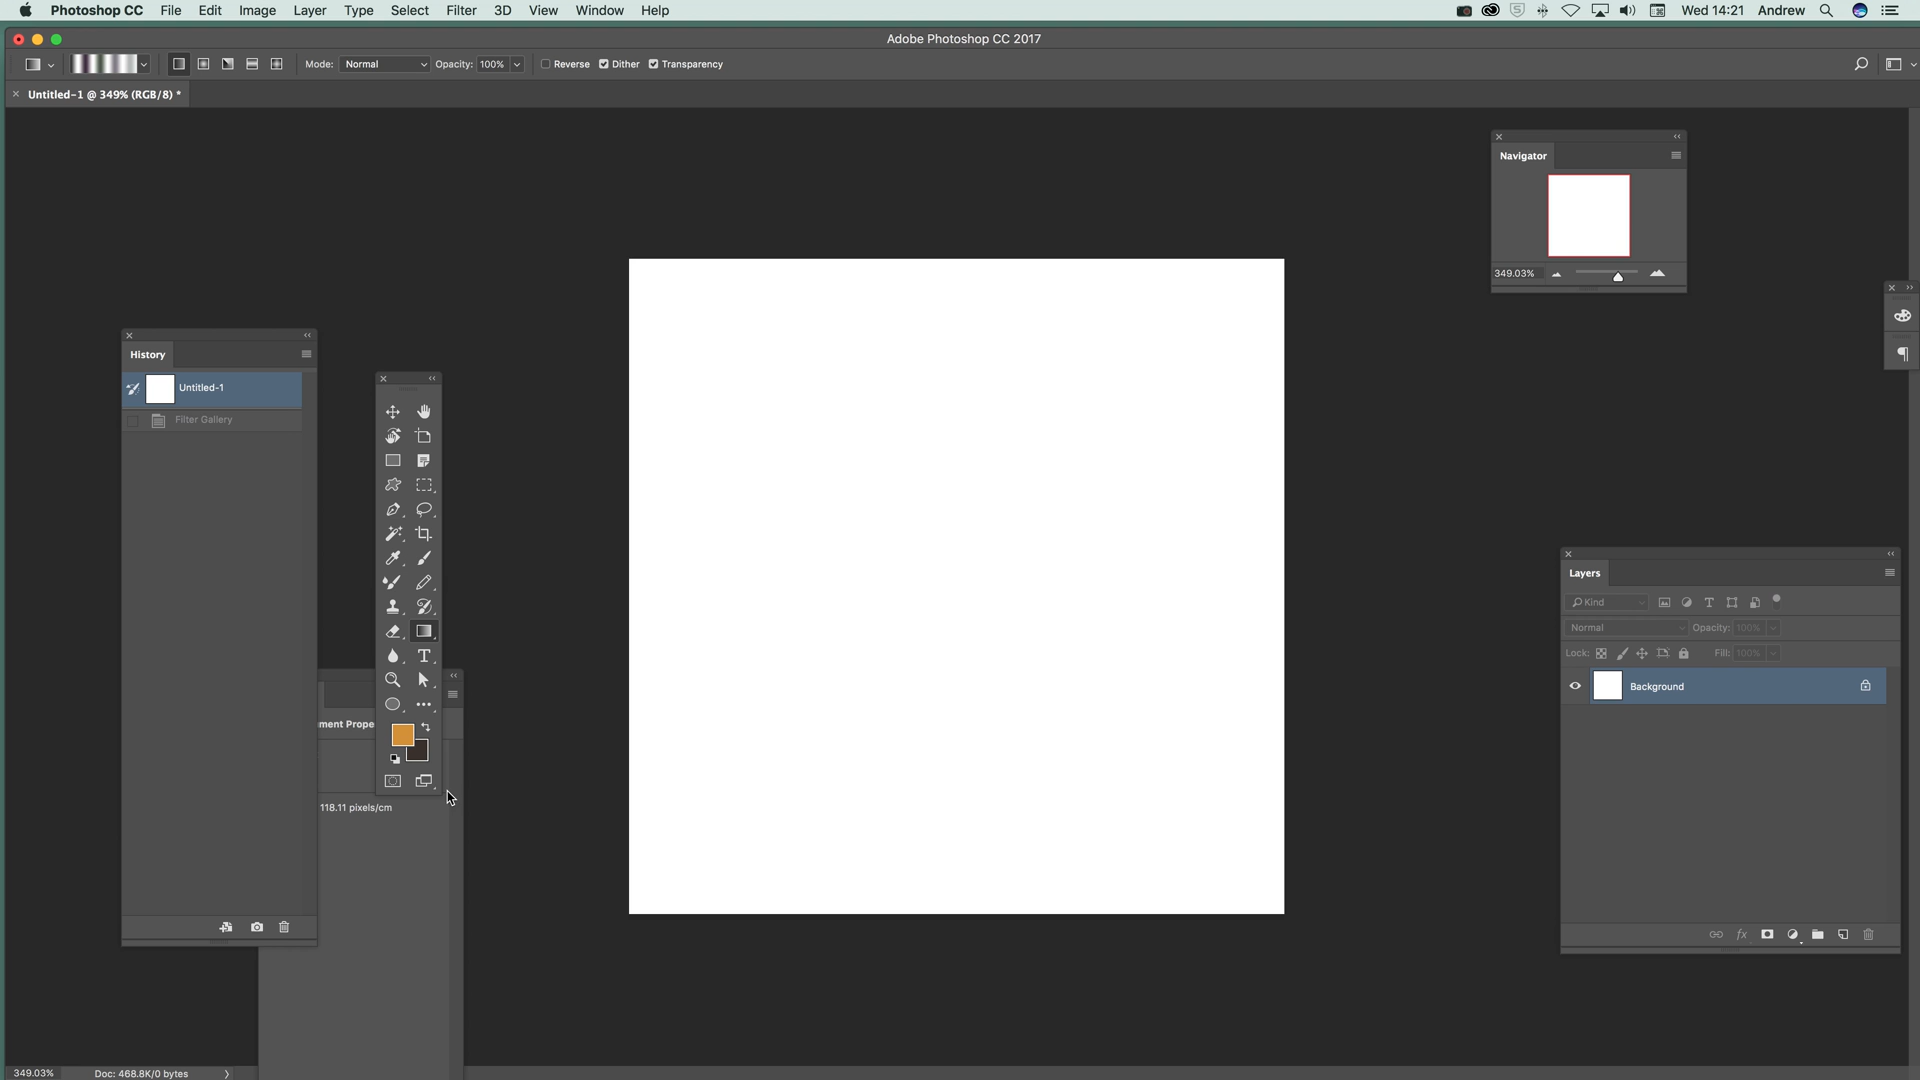 Photoshop CC File Edit Image Layer Type Select Filter 3D View Window Help
Wed 14:21 Andrew
Adobe Photoshop CC 2017
Mode: Normal Opacity: 100% Reverse Dither Transparency
Untitled-1 @ 349% (RGB/8) *
Navigator
349.03%
History
Untitled-1
Filter Gallery
ment Prope
118.11 pixels/cm
Layers
Kind
Normal Opacity: 100%
Lock: Fill: 100%
Background
fx
349.03% Doc: 468.8K/0 bytes